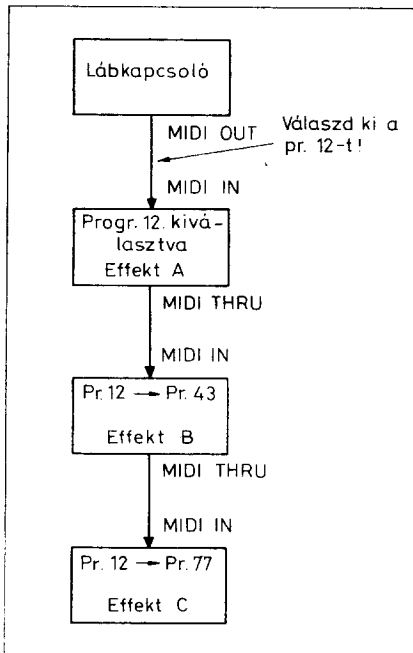 Lábkapcsoló
MIDI OUT
Válaszd ki a
pr. 12-t!
MIDI IN
Progr. 12. kivá-
lasztva
Effekt A
MIDI THRU
MIDI IN
Pr. 12 → Pr. 43
Effekt B
MIDI THRU
MIDI IN
Pr. 12 → Pr. 77
Effekt C